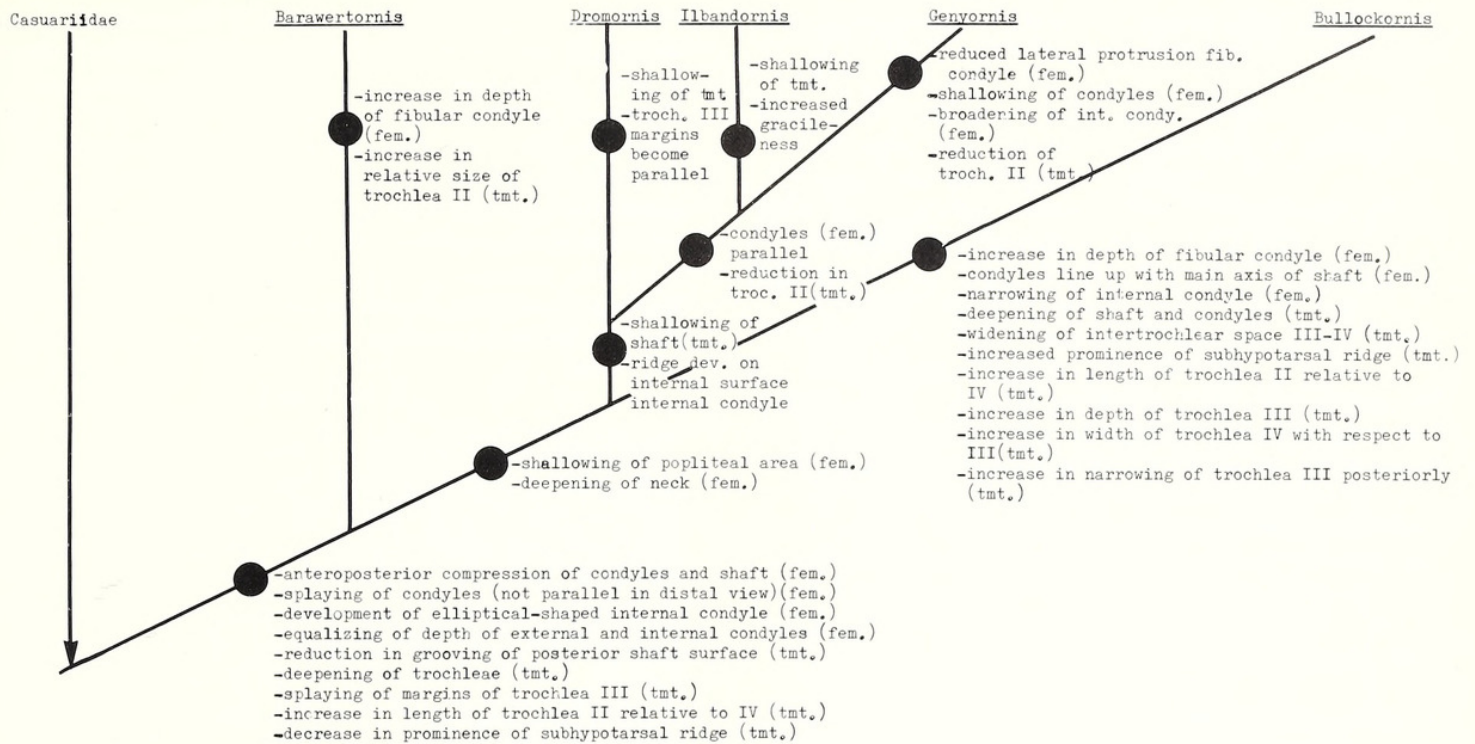 Casuariidae
Barawertornis
Dromornis
Ilbandornis
Genyornis
Bullockornis
-increase in depth
of fibular condyle
(fem.)
-increase in
relative size of
trochlea II (tmt.)
-shallow-
ing of tmt
-troch. III
margins
become
parallel
-shallowing
of tmt.
-increased
gracile-
ness
-reduced lateral protrusion fib.
condyle (fem.)
-shallowing of condyles (fem.)
-broadering of int. condy.
(fem.)
-reduction of
troch. II (tmt.)
-condyles (fem.)
parallel
-reduction in
troc. II(tmt.)
-increase in depth of fibular condyle (fem.)
-condyles line up with main axis of shaft (fem.)
-narrowing of internal condyle (fem.)
-deepening of shaft and condyles (tmt.)
-widening of intertrochlear space III-IV (tmt.)
-increased prominence of subhypotarsal ridge (tmt.)
-increase in length of trochlea II relative to
IV (tmt.)
-increase in depth of trochlea III (tmt.)
-increase in width of trochlea IV with respect to
III(tmt.)
-increase in narrowing of trochlea III posteriorly
(tmt.)
-shallowing of
shaft(tmt.)
-ridge dev. on
internal surface
internal condyle
-shallowing of popliteal area (fem.)
-deepening of neck (fem.)
-anteroposterior compression of condyles and shaft (fem.)
-splaying of condyles (not parallel in distal view)(fem.)
-development of elliptical-shaped internal condyle (fem.)
-equalizing of depth of external and internal condyles (fem.)
-reduction in grooving of posterior shaft surface (tmt.)
-deepening of trochleae (tmt.)
-splaying of margins of trochlea III (tmt.)
-increase in length of trochlea II relative to IV (tmt.)
-decrease in prominence of subhypotarsal ridge (tmt.)